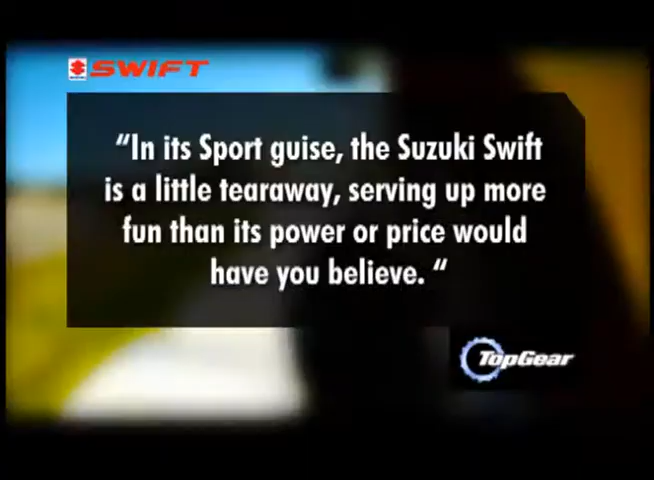 SWIFT
“In its Sport guise, the Suzuki Swift
is a little tearaway, serving up more
fun than its power or price would
have you believe. “
TopGear